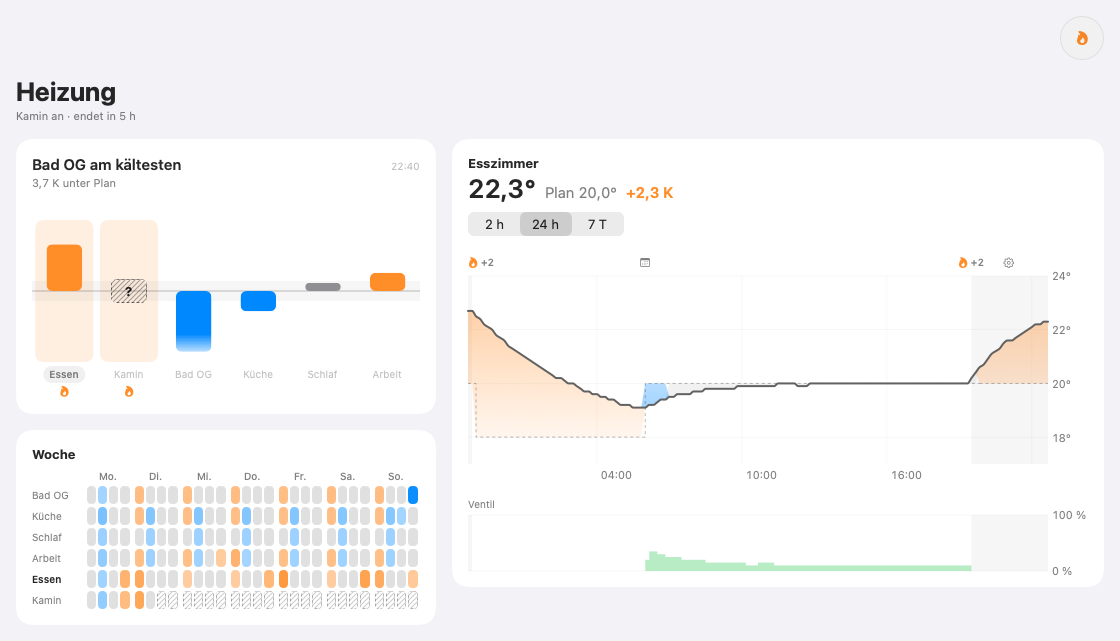 Heizung
Kamin an · endet in 5 h
Bad OG am kältesten
22:40
3,7 K unter Plan
?
Essen Kamin Bad OG Küche Schlaf Arbeit
Woche
Mo. Di. Mi. Do. Fr. Sa. So.
Bad OG
Küche
Schlaf
Arbeit
Essen
Kamin
Esszimmer
22,3° Plan 20,0° +2,3 K
2 h 24 h 7 T
+2 +2
24°
22°
20°
18°
04:00 10:00 16:00
Ventil
100 %
0 %